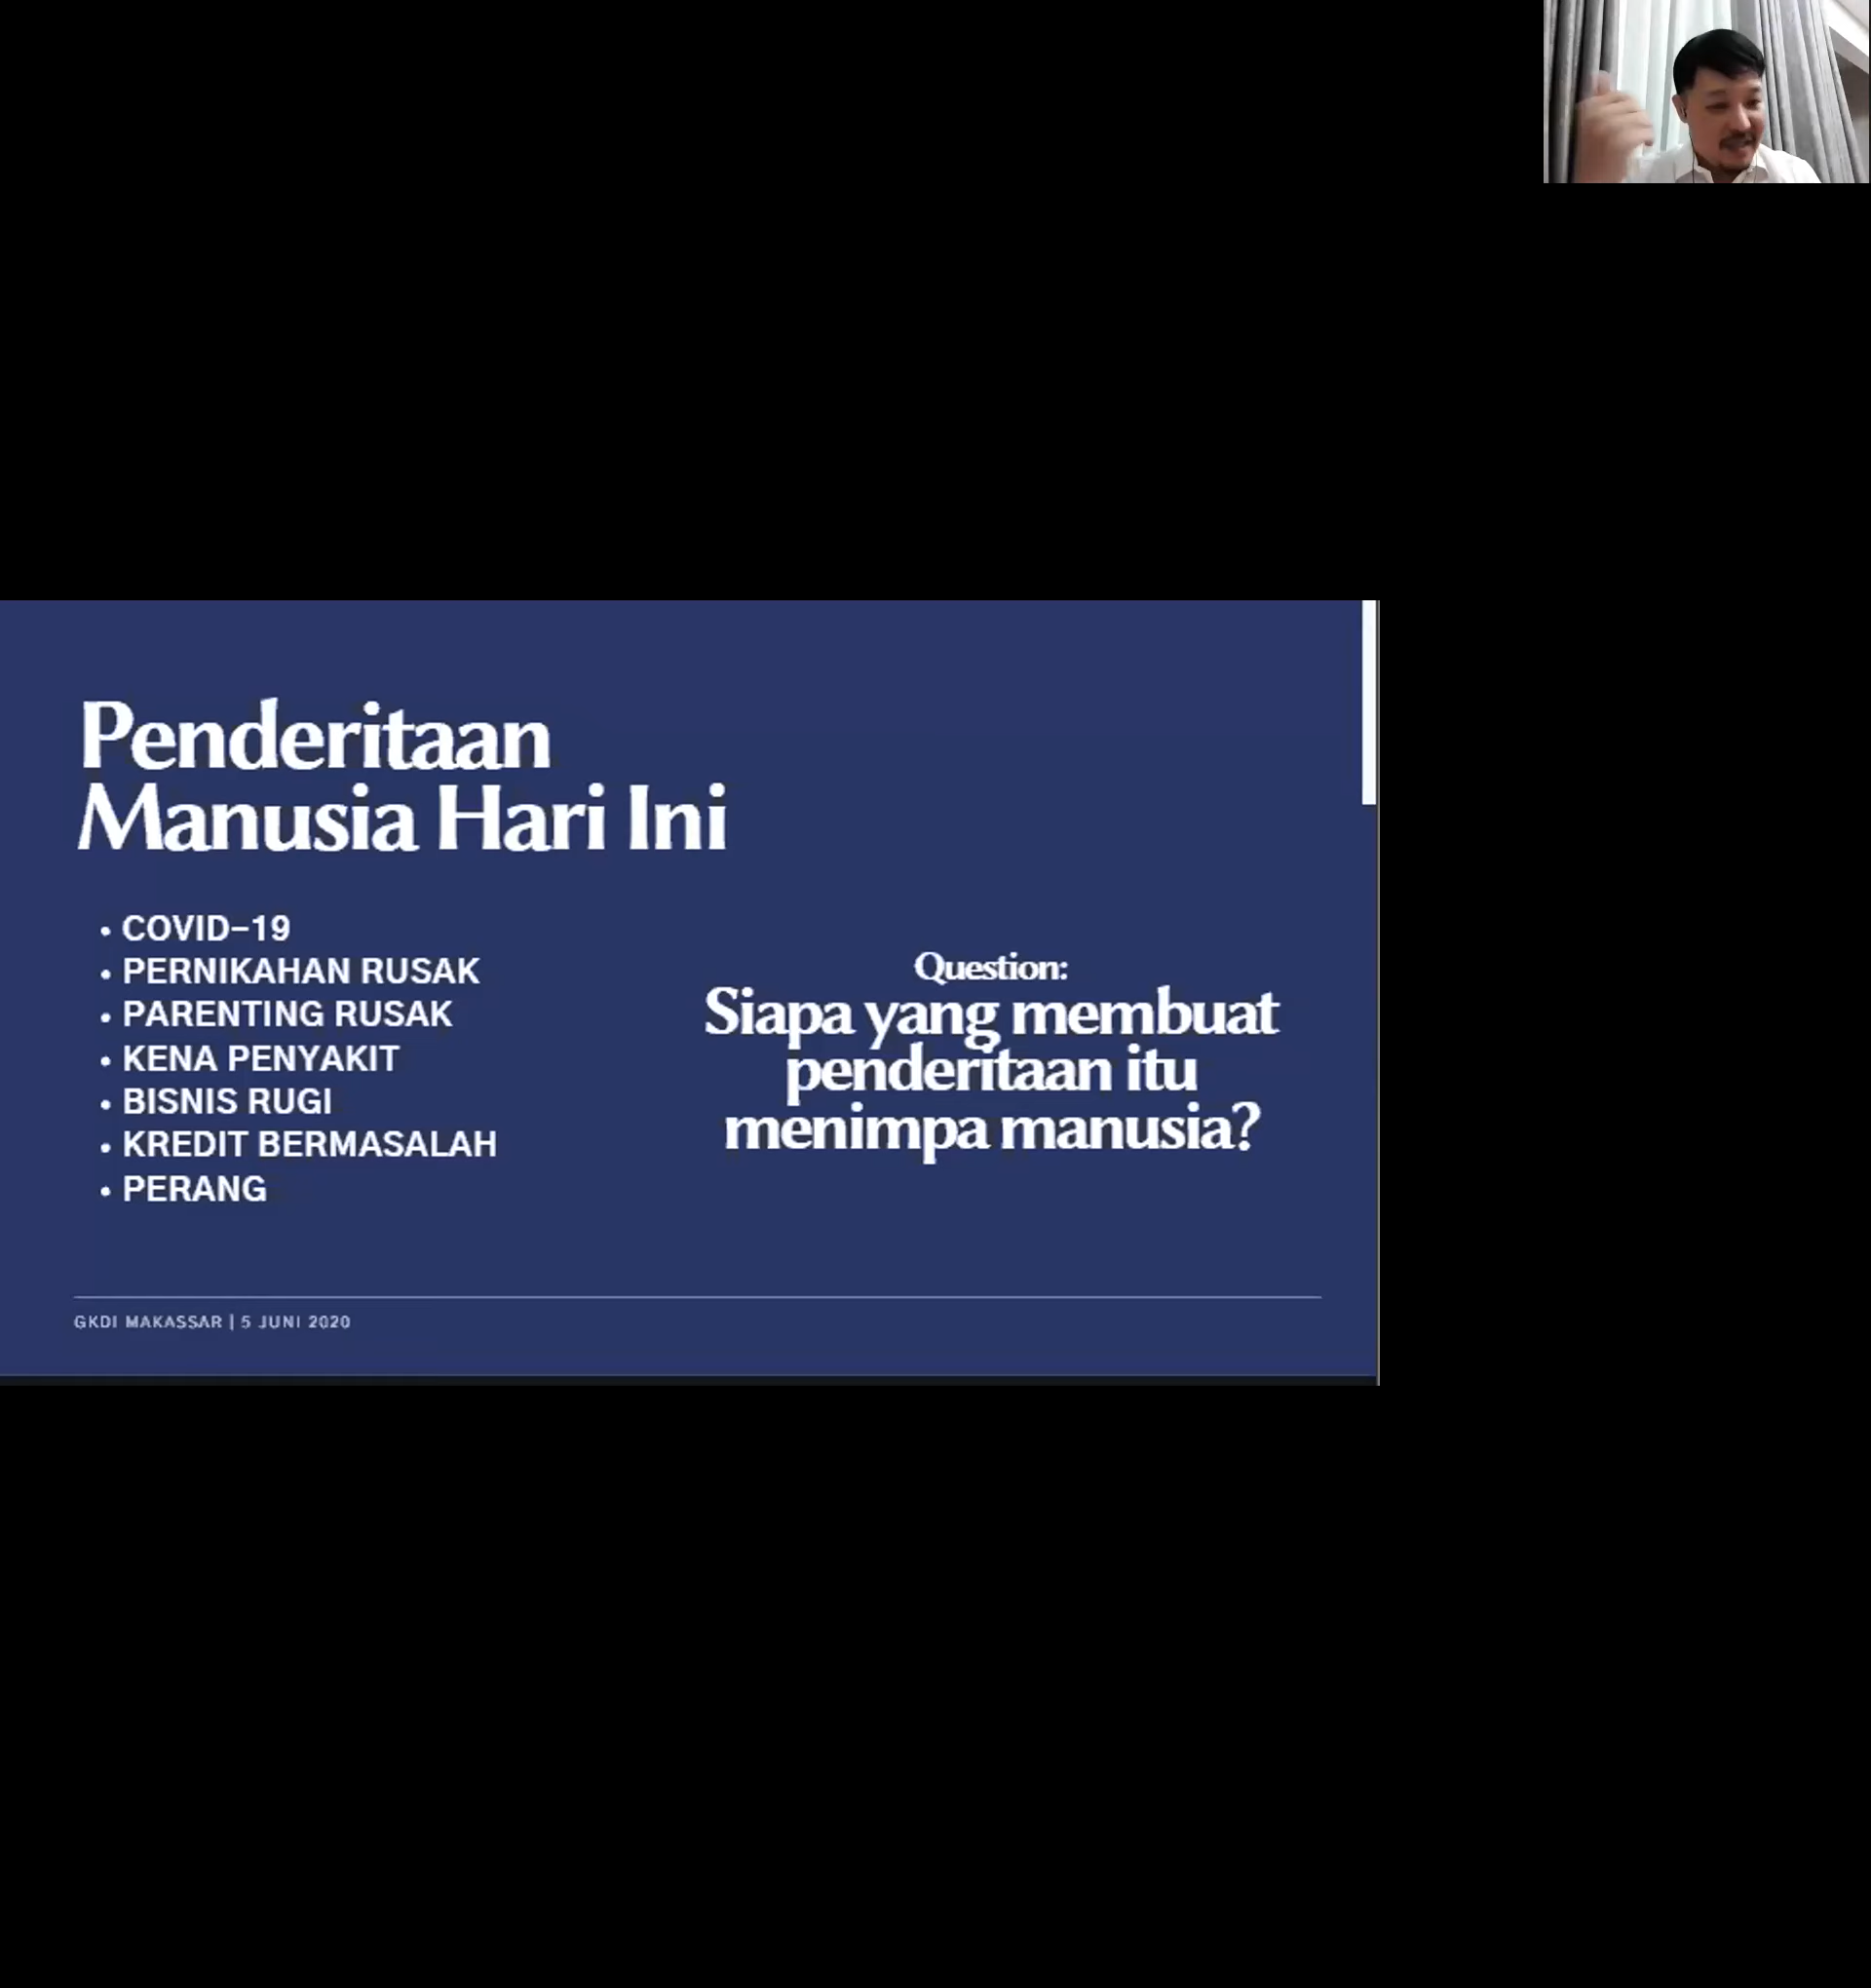 Penderitaan
Manusia Hari Ini
• COVID-19
• PERNIKAHAN RUSAK
• PARENTING RUSAK
• KENA PENYAKIT
• BISNIS RUGI
• KREDIT BERMASALAH
• PERANG
Question:
Siapa yang membuat
penderitaan itu
menimpa manusia?
GKDI MAKASSAR | 5 JUNI 2020